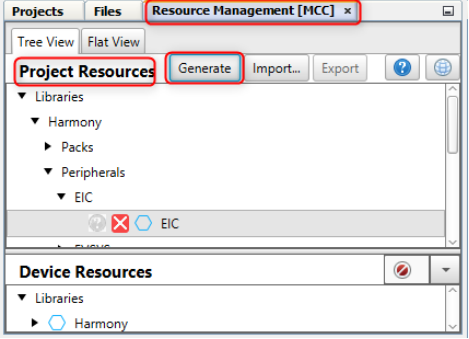 Projects Files Resource Management [MCC] ×
Tree View Flat View
Project Resources Generate Import... Export ?
Libraries
Harmony
Packs
Peripherals
EIC
EIC
Device Resources
Libraries
Harmony